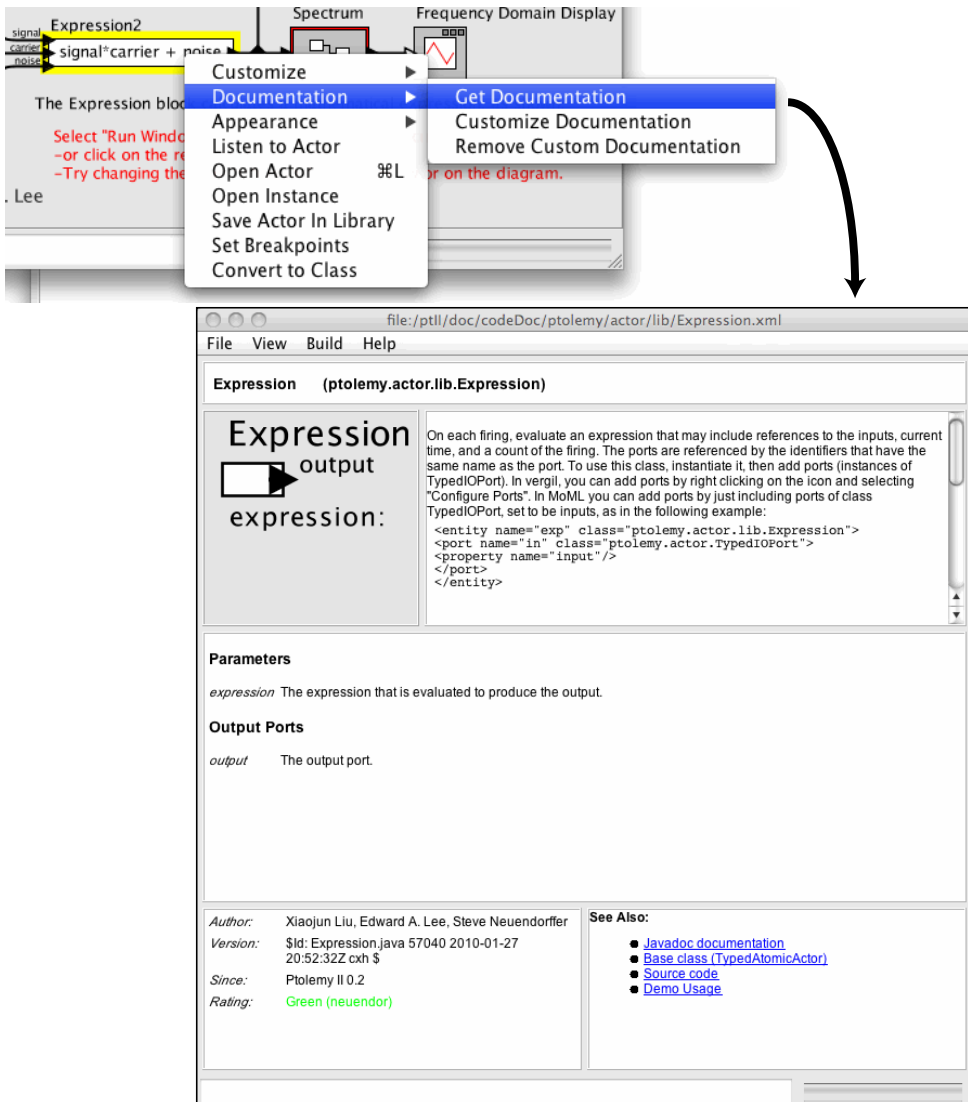 Spectrum
Frequency Domain Display
signal
Expression2
carrier
signal*carrier + noise
noise
Customize
Documentation
Get Documentation
The Expression bloc
Appearance
Customize Documentation
Select "Run Windo
Listen to Actor
Remove Custom Documentation
-or click on the re
Open Actor ⌘L
-Try changing the
or on the diagram.
. Lee
Open Instance
Save Actor In Library
Set Breakpoints
Convert to Class
file:/ptII/doc/codeDoc/ptolemy/actor/lib/Expression.xml
File View Build Help
Expression (ptolemy.actor.lib.Expression)
Expression
output
expression:
On each firing, evaluate an expression that may include references to the inputs, current
time, and a count of the firing. The ports are referenced by the identifiers that have the
same name as the port. To use this class, instantiate it, then add ports (instances of
TypedIOPort). In vergil, you can add ports by right clicking on the icon and selecting
"Configure Ports". In MoML you can add ports by just including ports of class
TypedIOPort, set to be inputs, as in the following example:
<entity name="exp" class="ptolemy.actor.lib.Expression">
<port name="in" class="ptolemy.actor.TypedIOPort">
<property name="input"/>
</port>
</entity>
Parameters
expression The expression that is evaluated to produce the output.
Output Ports
output The output port.
Author: Xiaojun Liu, Edward A. Lee, Steve Neuendorffer
Version: $Id: Expression.java 57040 2010-01-27
20:52:32Z cxh $
Since: Ptolemy II 0.2
Rating: Green (neuendor)
See Also:
Javadoc documentation
Base class (TypedAtomicActor)
Source code
Demo Usage